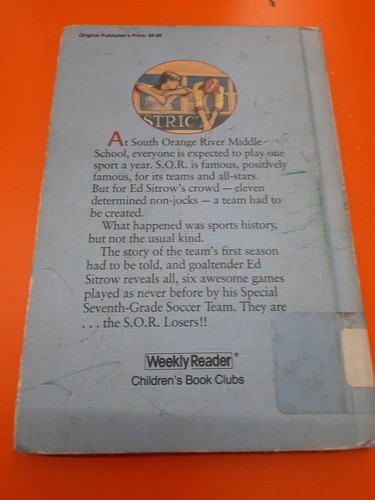 Original Publisher's Price: $9.95
STRICT
At South Orange River Middle
School, everyone is expected to play one
sport a year. S.O.R. is famous, positively
famous, for its teams and all-stars.
But for Ed Sitrow's crowd — eleven
determined non-jocks — a team had to
be created.
What happened was sports history,
but not the usual kind.
The story of the team's first season
had to be told, and goaltender Ed
Sitrow reveals all, six awesome games
played as never before by his Special
Seventh-Grade Soccer Team. They are
. . . the S.O.R. Losers!!
Weekly Reader®
Children's Book Clubs